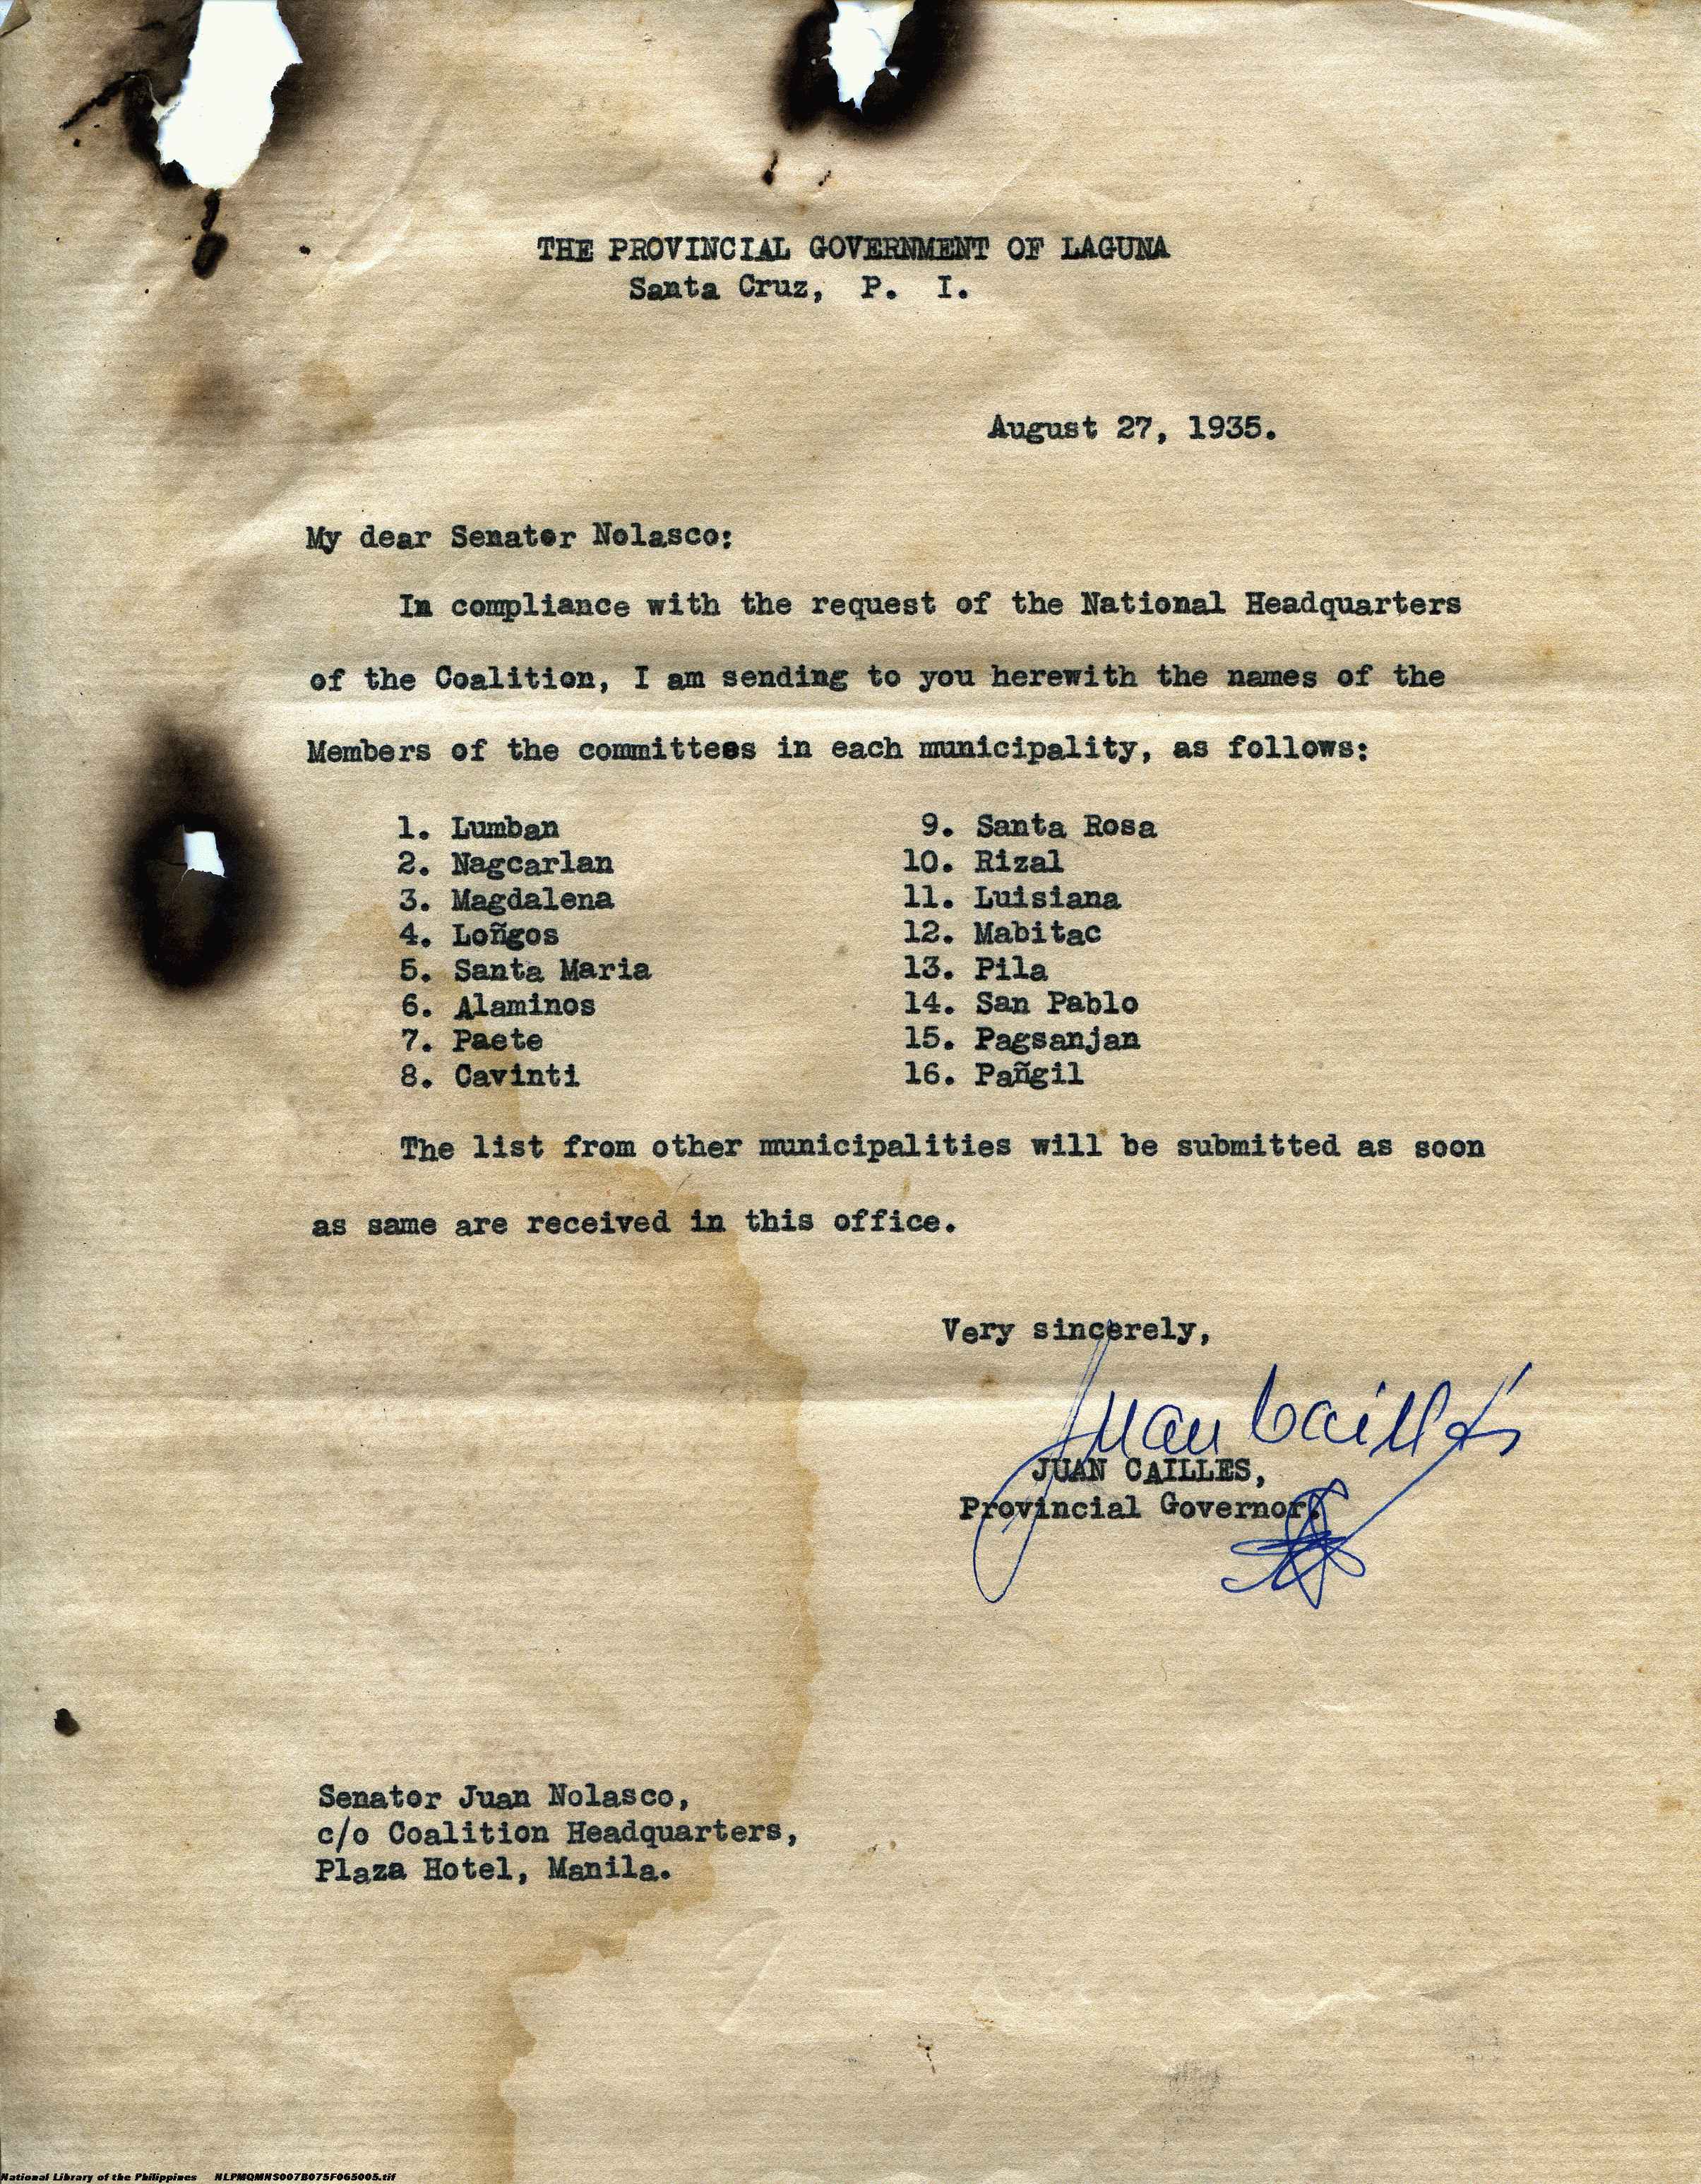 THE PROVINCIAL GOVERNMENT OF LAGUNA
Santa Cruz, P. I.
August 27, 1935.
My dear Senator Nolasco:
In compliance with the request of the National Headquarters
of the Coalition, I am sending to you herewith the names of the
Members of the committees in each municipality, as follows:
1. Lumban
2. Nagcarlan
3. Magdalena
4. Loñgos
5. Santa Maria
6. Alaminos
7. Paete
8. Cavinti
9. Santa Rosa
10. Rizal
11. Luisiana
12. Mabitac
13. Pila
14. San Pablo
15. Pagsanjan
16. Pañgil
The list from other municipalities will be submitted as soon
as same are received in this office.
Very sincerely,
Juan Cailles
JUAN CAILLES,
Provincial Governor.
Senator Juan Nolasco,
c/o Coalition Headquarters,
Plaza Hotel, Manila.
National Library of the Philippines NLPMQMNS007B075F065005.tif